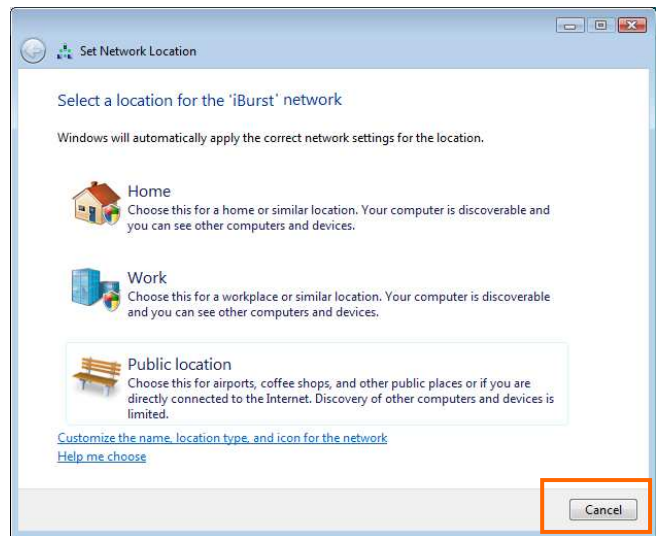 Set Network Location
Select a location for the 'iBurst' network
Windows will automatically apply the correct network settings for the location.
Home
Choose this for a home or similar location. Your computer is discoverable and
you can see other computers and devices.
Work
Choose this for a workplace or similar location. Your computer is discoverable
and you can see other computers and devices.
Public location
Choose this for airports, coffee shops, and other public places or if you are
directly connected to the Internet. Discovery of other computers and devices is
limited.
Customize the name, location type, and icon for the network
Help me choose
Cancel